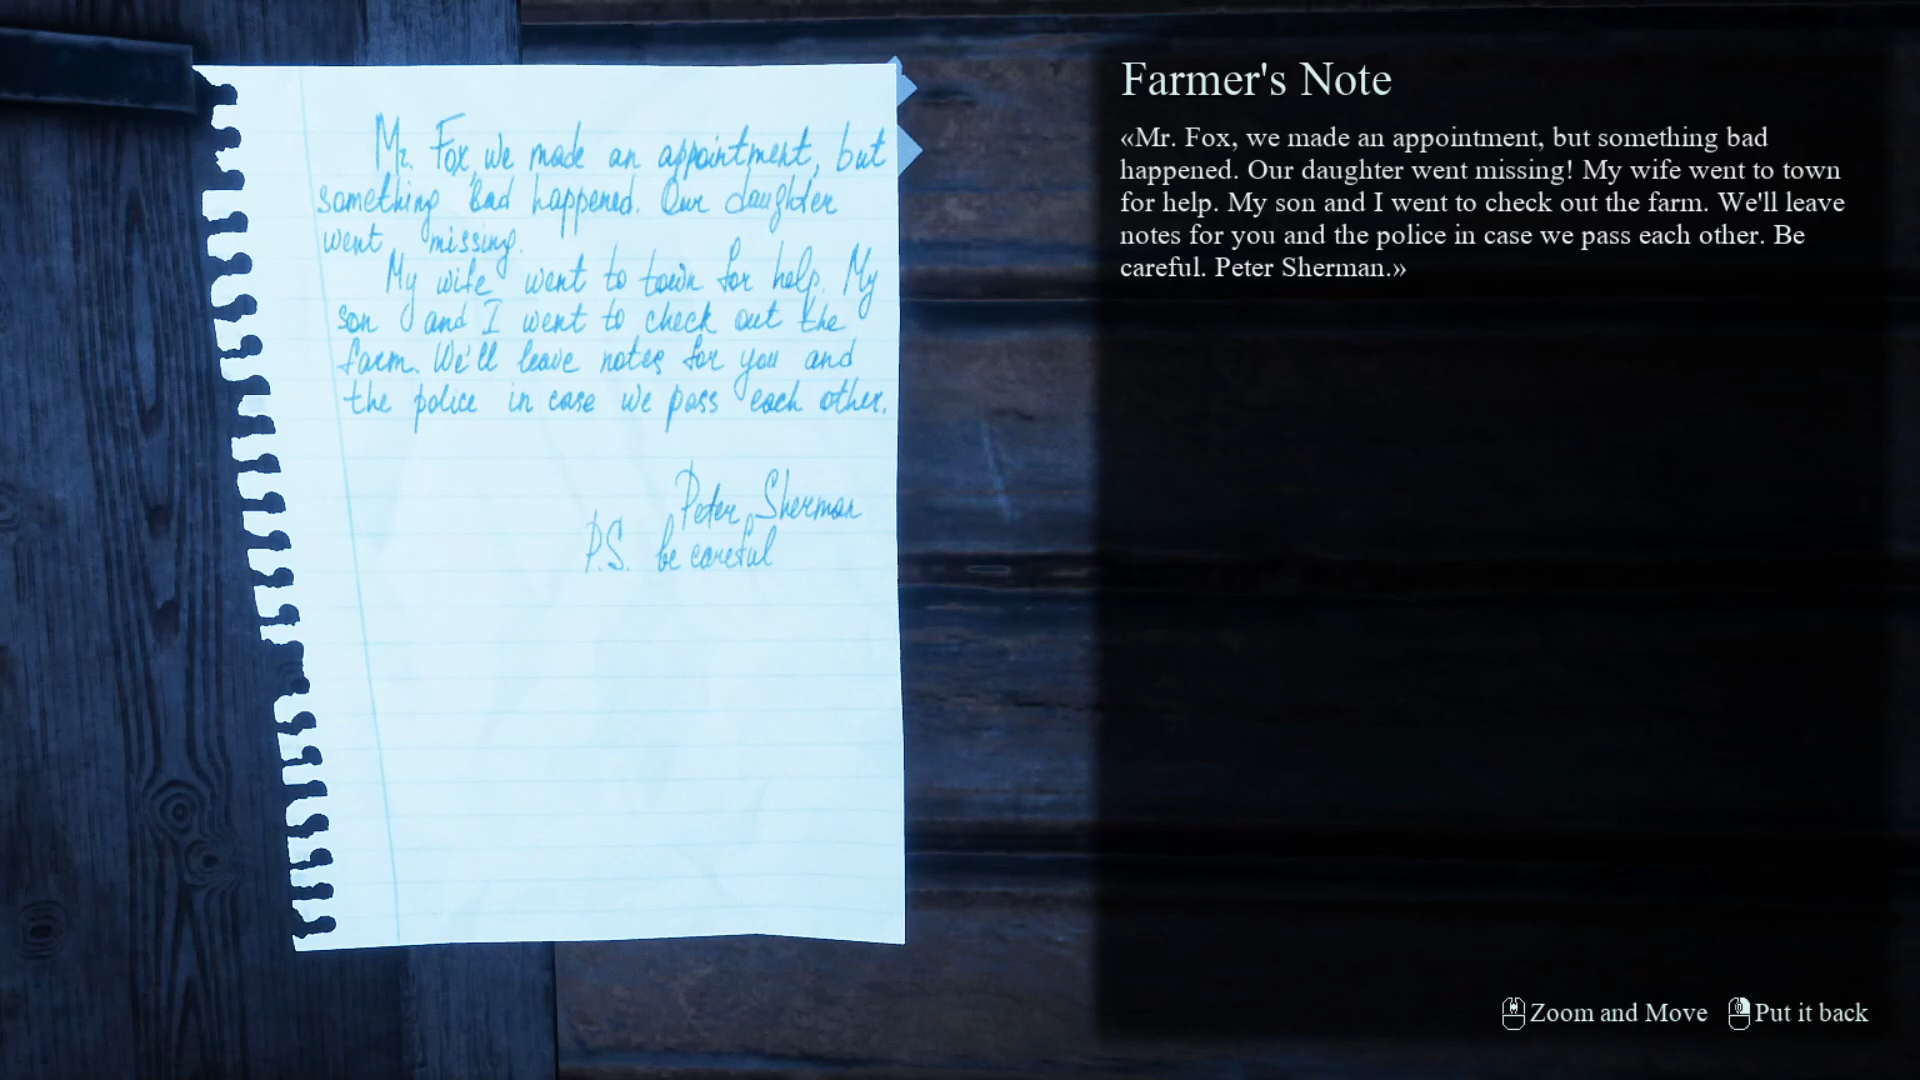 Mr. Fox, we made an appointment, but
something bad happened. Our daughter
went missing.
My wife went to town for help. My
son and I went to check out the
farm. We'll leave notes for you and
the police in case we pass each other.
Peter Sherman
P.S. be careful
Farmer's Note
«Mr. Fox, we made an appointment, but something bad
happened. Our daughter went missing! My wife went to town
for help. My son and I went to check out the farm. We'll leave
notes for you and the police in case we pass each other. Be
careful. Peter Sherman.»
Zoom and Move Put it back